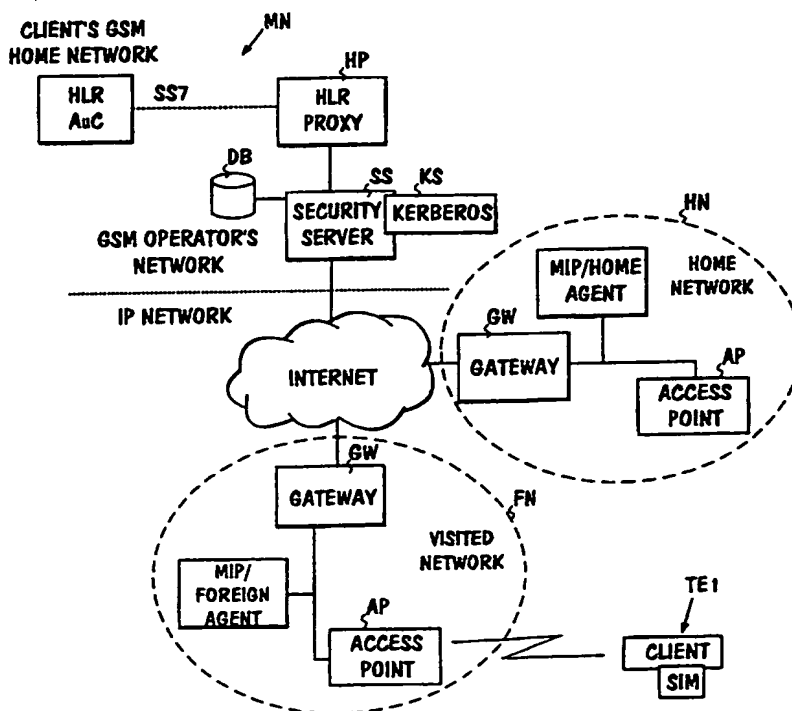 MN
CLIENT'S GSM
HOME NETWORK
HLR
AuC
SS7
HP
HLR
PROXY
DB
SS
KS
SECURITY
SERVER
KERBEROS
GSM OPERATOR'S
NETWORK
IP NETWORK
INTERNET
HN
MIP/HOME
AGENT
HOME
NETWORK
GW
GATEWAY
AP
ACCESS
POINT
GW
GATEWAY
FN
VISITED
NETWORK
MIP/
FOREIGN
AGENT
AP
ACCESS
POINT
TE1
CLIENT
SIM